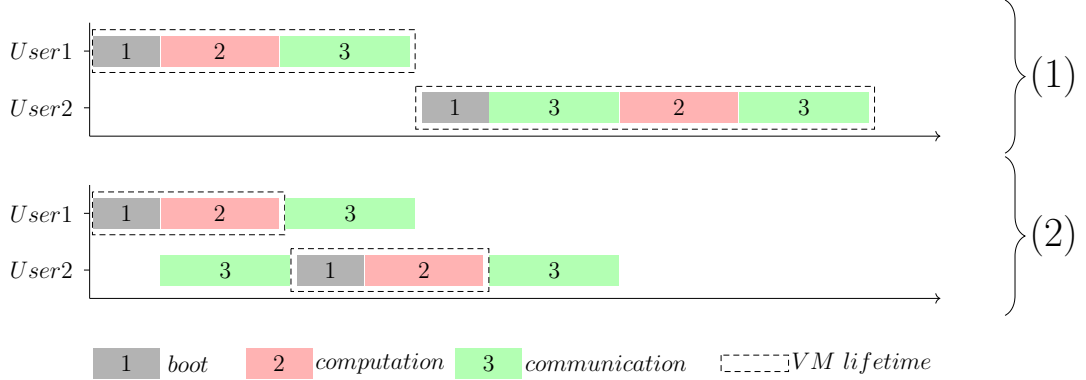 User1 1 2 3
User2 1 3 2 3
(1)
User1 1 2 3
User2 3 1 2 3
(2)
1 boot 2 computation 3 communication VM lifetime